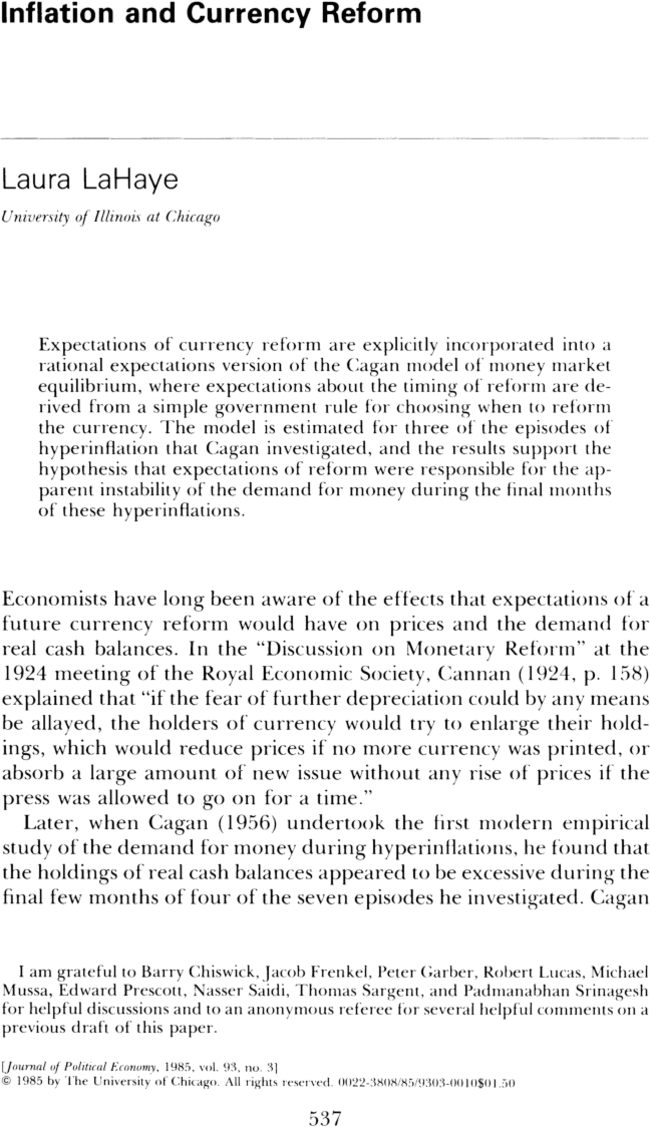 Inflation and Currency Reform
Laura LaHaye
University of Illinois at Chicago
Expectations of currency reform are explicitly incorporated into a
rational expectations version of the Cagan model of money market
equilibrium, where expectations about the timing of reform are de-
rived from a simple government rule for choosing when to reform
the currency. The model is estimated for three of the episodes of
hyperinflation that Cagan investigated, and the results support the
hypothesis that expectations of reform were responsible for the ap-
parent instability of the demand for money during the final months
of these hyperinflations.
Economists have long been aware of the effects that expectations of a
future currency reform would have on prices and the demand for
real cash balances. In the “Discussion on Monetary Reform” at the
1924 meeting of the Royal Economic Society, Cannan (1924, p. 158)
explained that “if the fear of further depreciation could by any means
be allayed, the holders of currency would try to enlarge their hold-
ings, which would reduce prices if no more currency was printed, or
absorb a large amount of new issue without any rise of prices if the
press was allowed to go on for a time.”
Later, when Cagan (1956) undertook the first modern empirical
study of the demand for money during hyperinflations, he found that
the holdings of real cash balances appeared to be excessive during the
final few months of four of the seven episodes he investigated. Cagan
I am grateful to Barry Chiswick, Jacob Frenkel, Peter Garber, Robert Lucas, Michael
Mussa, Edward Prescott, Nasser Saidi, Thomas Sargent, and Padmanabhan Srinagesh
for helpful discussions and to an anonymous referee for several helpful comments on a
previous draft of this paper.
[Journal of Political Economy, 1985, vol. 93, no. 3]
© 1985 by The University of Chicago. All rights reserved. 0022-3808/85/9303-0010$01.50
537